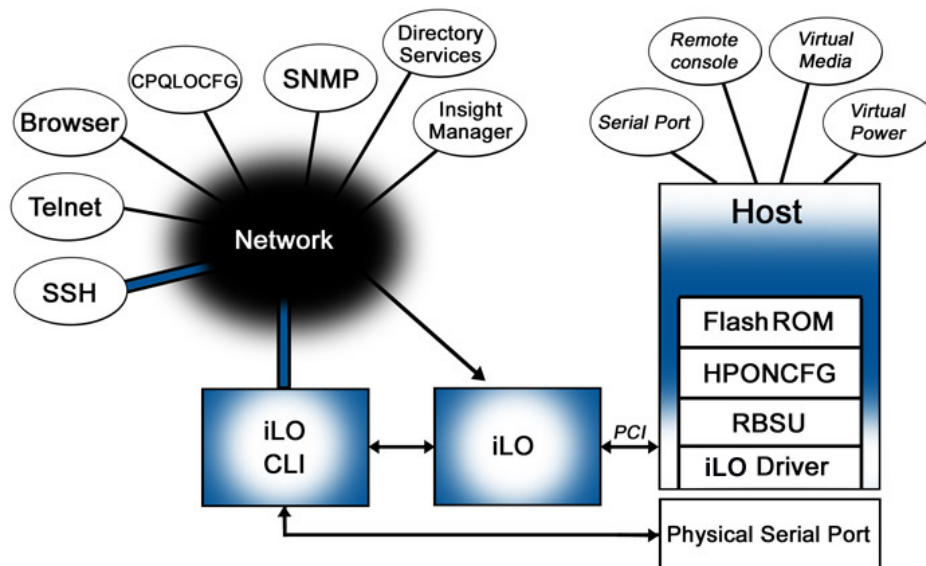 Directory
Services
CPQLOCFG
SNMP
Insight
Manager
Browser
Telnet
SSH
Network
Remote
console
Virtual
Media
Serial Port
Virtual
Power
Host
Flash ROM
HPONCFG
RBSU
iLO Driver
iLO
CLI
iLO
PCI
Physical Serial Port